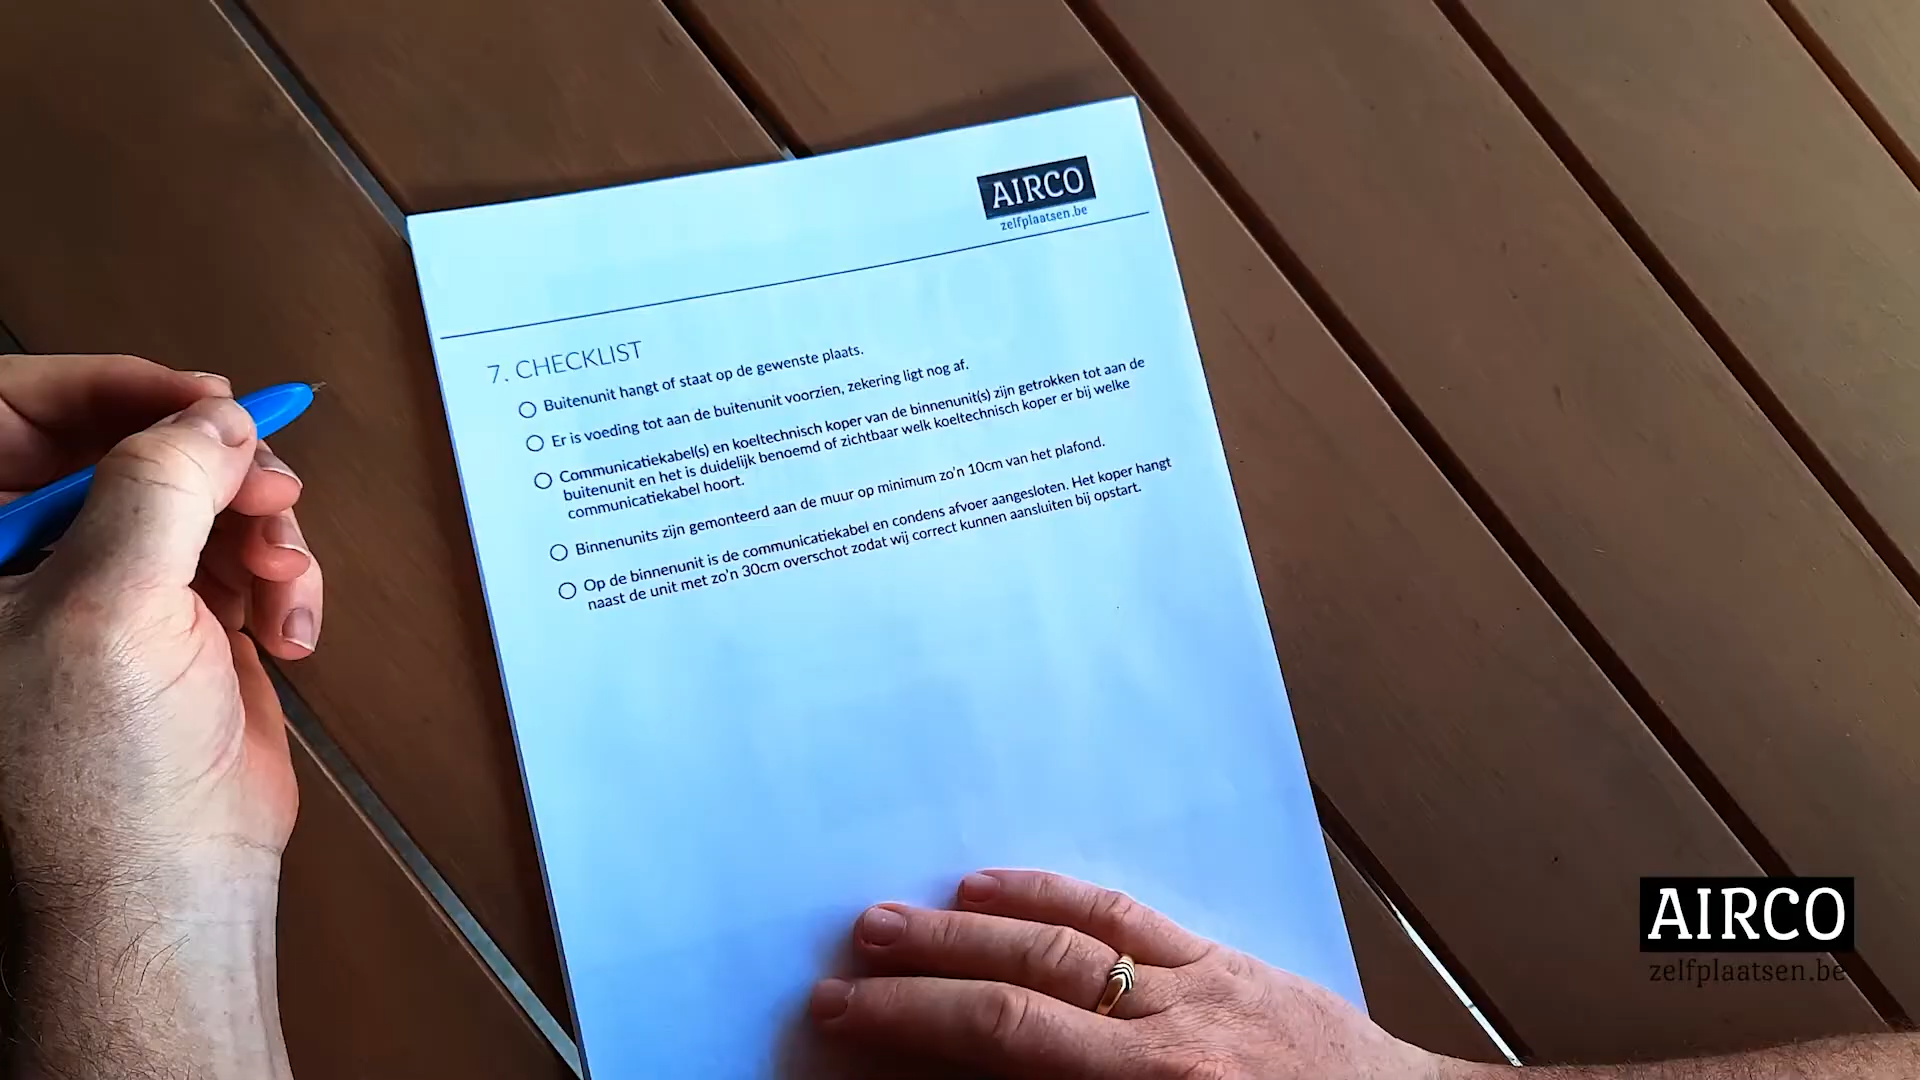 AIRCO
zelfplaatsen.be
7. CHECKLIST
Buitenunit hangt of staat op de gewenste plaats.
Er is voeding tot aan de buitenunit voorzien, zekering ligt nog af.
Communicatiekabel(s) en koeltechnisch koper van de binnenunit(s) zijn getrokken tot aan de
buitenunit en het is duidelijk benoemd of zichtbaar welk koeltechnisch koper er bij welke
communicatiekabel hoort.
Binnenunits zijn gemonteerd aan de muur op minimum zo'n 10cm van het plafond.
Op de binnenunit is de communicatiekabel en condens afvoer aangesloten. Het koper hangt
naast de unit met zo'n 30cm overschot zodat wij correct kunnen aansluiten bij opstart.
AIRCO
zelfplaatsen.be